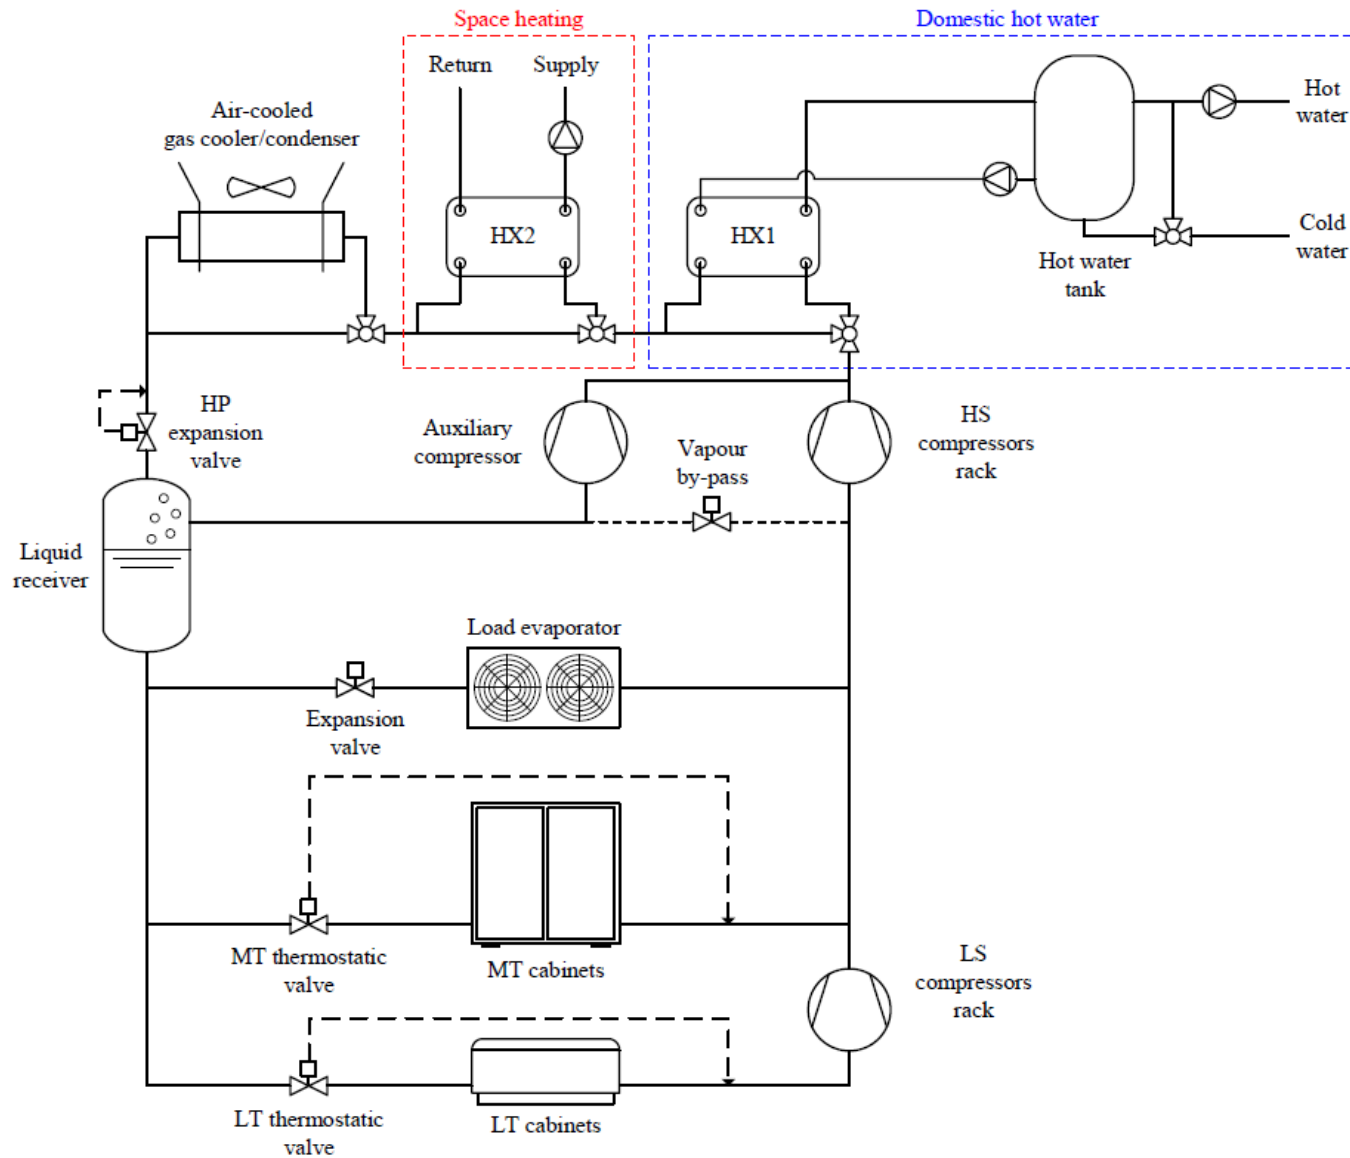 Space heating
Domestic hot water
Return
Supply
Hot
water
Air-cooled
gas cooler/condenser
HX2
HX1
Cold
water
Hot water
tank
HP
expansion
valve
Auxiliary
compressor
Vapour
by-pass
HS
compressors
rack
Liquid
receiver
Load evaporator
Expansion
valve
MT thermostatic
valve
MT cabinets
LS
compressors
rack
LT thermostatic
valve
LT cabinets